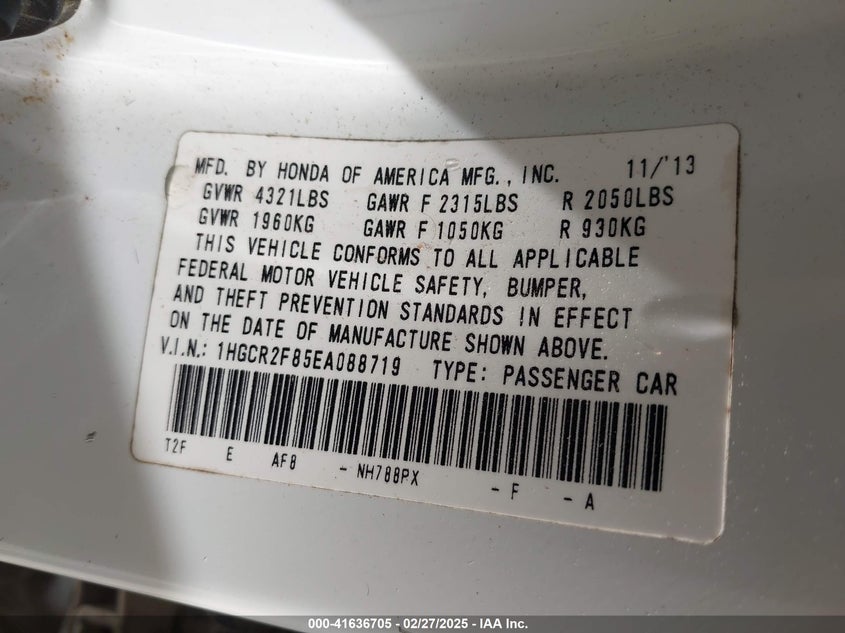 MFD. BY HONDA OF AMERICA MFG., INC. 11/'13
GVWR 4321LBS GAWR F 2315LBS R 2050LBS
GVWR 1960KG GAWR F 1050KG R 930KG
THIS VEHICLE CONFORMS TO ALL APPLICABLE
FEDERAL MOTOR VEHICLE SAFETY, BUMPER,
AND THEFT PREVENTION STANDARDS IN EFFECT
ON THE DATE OF MANUFACTURE SHOWN ABOVE.
V.I.N.: 1HGCR2F85EA088719 TYPE: PASSENGER CAR
T2F E AF8 - NH788PX - F - A
000-41636705 - 02/27/2025 - IAA Inc.